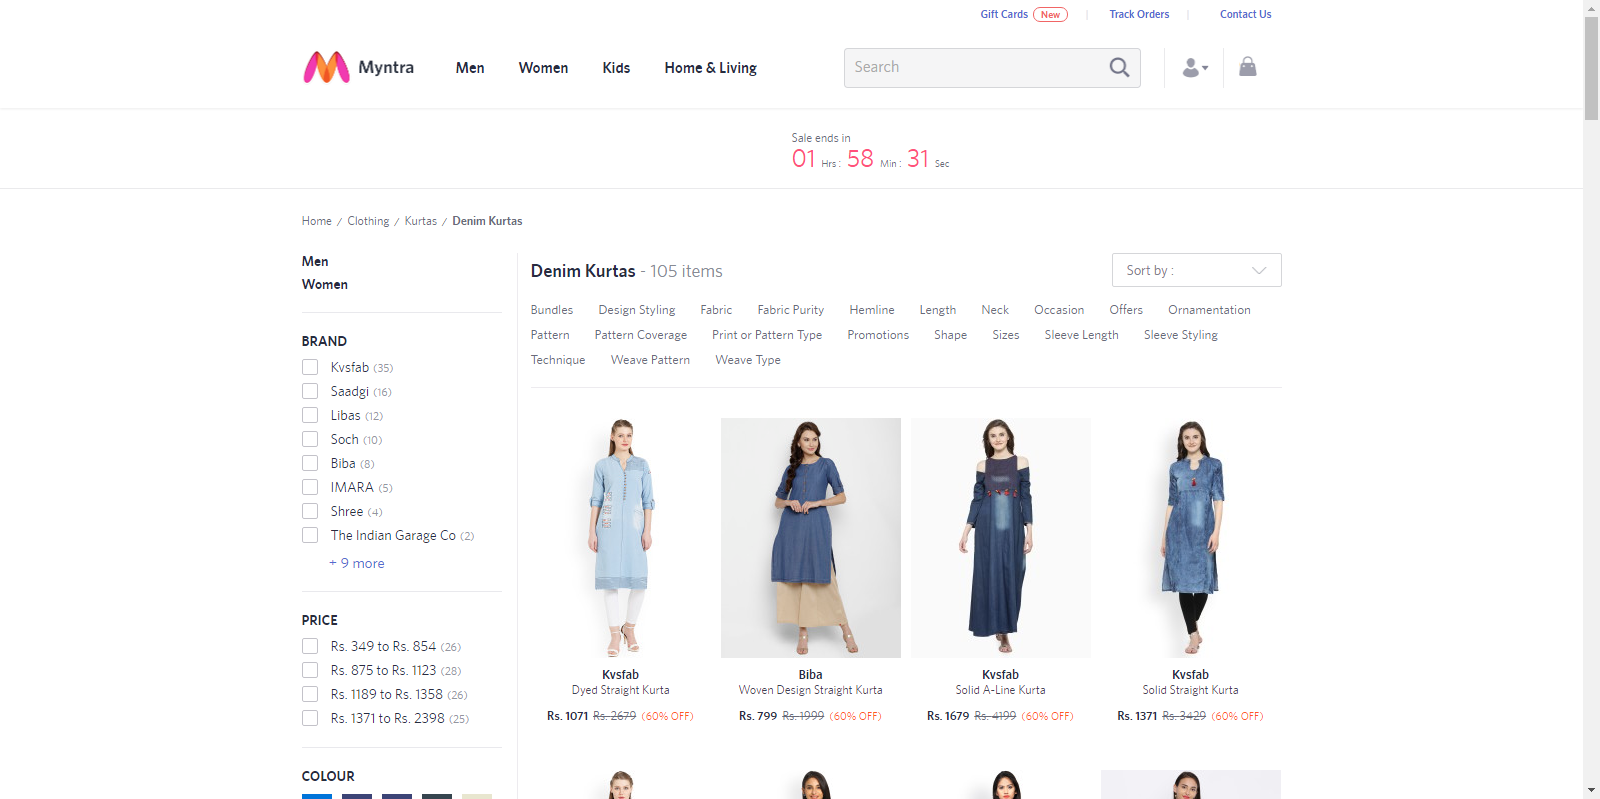 Gift Cards New Track Orders Contact Us
Myntra Men Women Kids Home & Living Search
Sale ends in
01 Hrs : 58 Min : 31 Sec
Home / Clothing / Kurtas / Denim Kurtas
Men
Women
BRAND
Kvsfab (35)
Saadgi (16)
Libas (12)
Soch (10)
Biba (8)
IMARA (5)
Shree (4)
The Indian Garage Co (2)
+ 9 more
PRICE
Rs. 349 to Rs. 854 (26)
Rs. 875 to Rs. 1123 (28)
Rs. 1189 to Rs. 1358 (26)
Rs. 1371 to Rs. 2398 (25)
COLOUR
Denim Kurtas - 105 items
Sort by :
Bundles Design Styling Fabric Fabric Purity Hemline Length Neck Occasion Offers Ornamentation
Pattern Pattern Coverage Print or Pattern Type Promotions Shape Sizes Sleeve Length Sleeve Styling
Technique Weave Pattern Weave Type
Kvsfab
Dyed Straight Kurta
Rs. 1071 Rs. 2679 (60% OFF)
Biba
Woven Design Straight Kurta
Rs. 799 Rs. 1999 (60% OFF)
Kvsfab
Solid A-Line Kurta
Rs. 1679 Rs. 4199 (60% OFF)
Kvsfab
Solid Straight Kurta
Rs. 1371 Rs. 3429 (60% OFF)